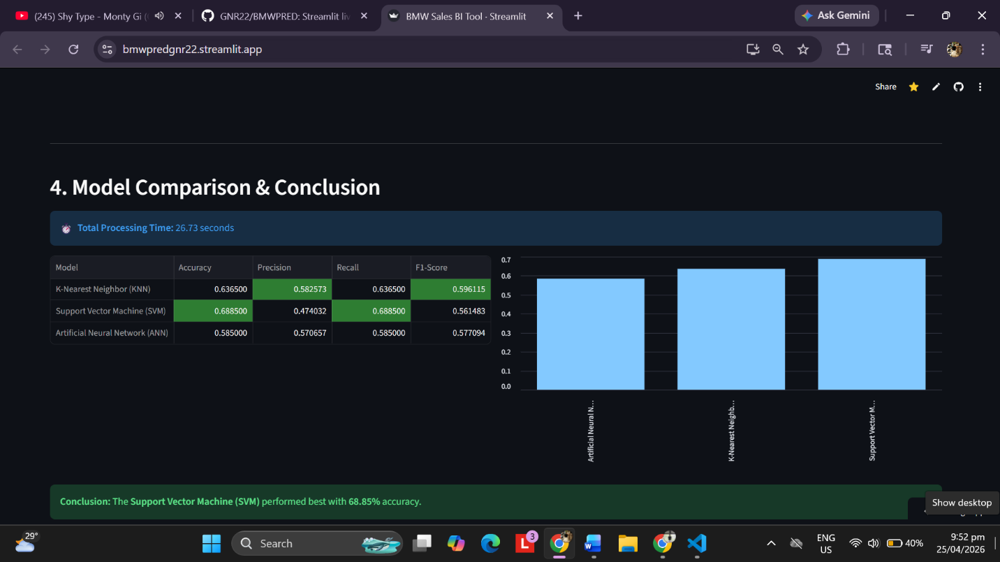 (245) Shy Type - Monty Gi (
GNR22/BMWPRED: Streamlit liv
BMW Sales BI Tool · Streamlit
Ask Gemini
bmwpredgnr22.streamlit.app
Share
4. Model Comparison & Conclusion
Total Processing Time: 26.73 seconds
Model Accuracy Precision Recall F1-Score
K-Nearest Neighbor (KNN) 0.636500 0.582573 0.636500 0.596115
Support Vector Machine (SVM) 0.688500 0.474032 0.688500 0.561483
Artificial Neural Network (ANN) 0.585000 0.570657 0.585000 0.577094
0.7
0.6
0.5
0.4
0.3
0.2
0.1
0.0
Artificial Neural N…
K-Nearest Neighb…
Support Vector M…
Conclusion: The Support Vector Machine (SVM) performed best with 68.85% accuracy.
Show desktop
29°
Search
L
3
W
ENG
US
40%
9:52 pm
25/04/2026